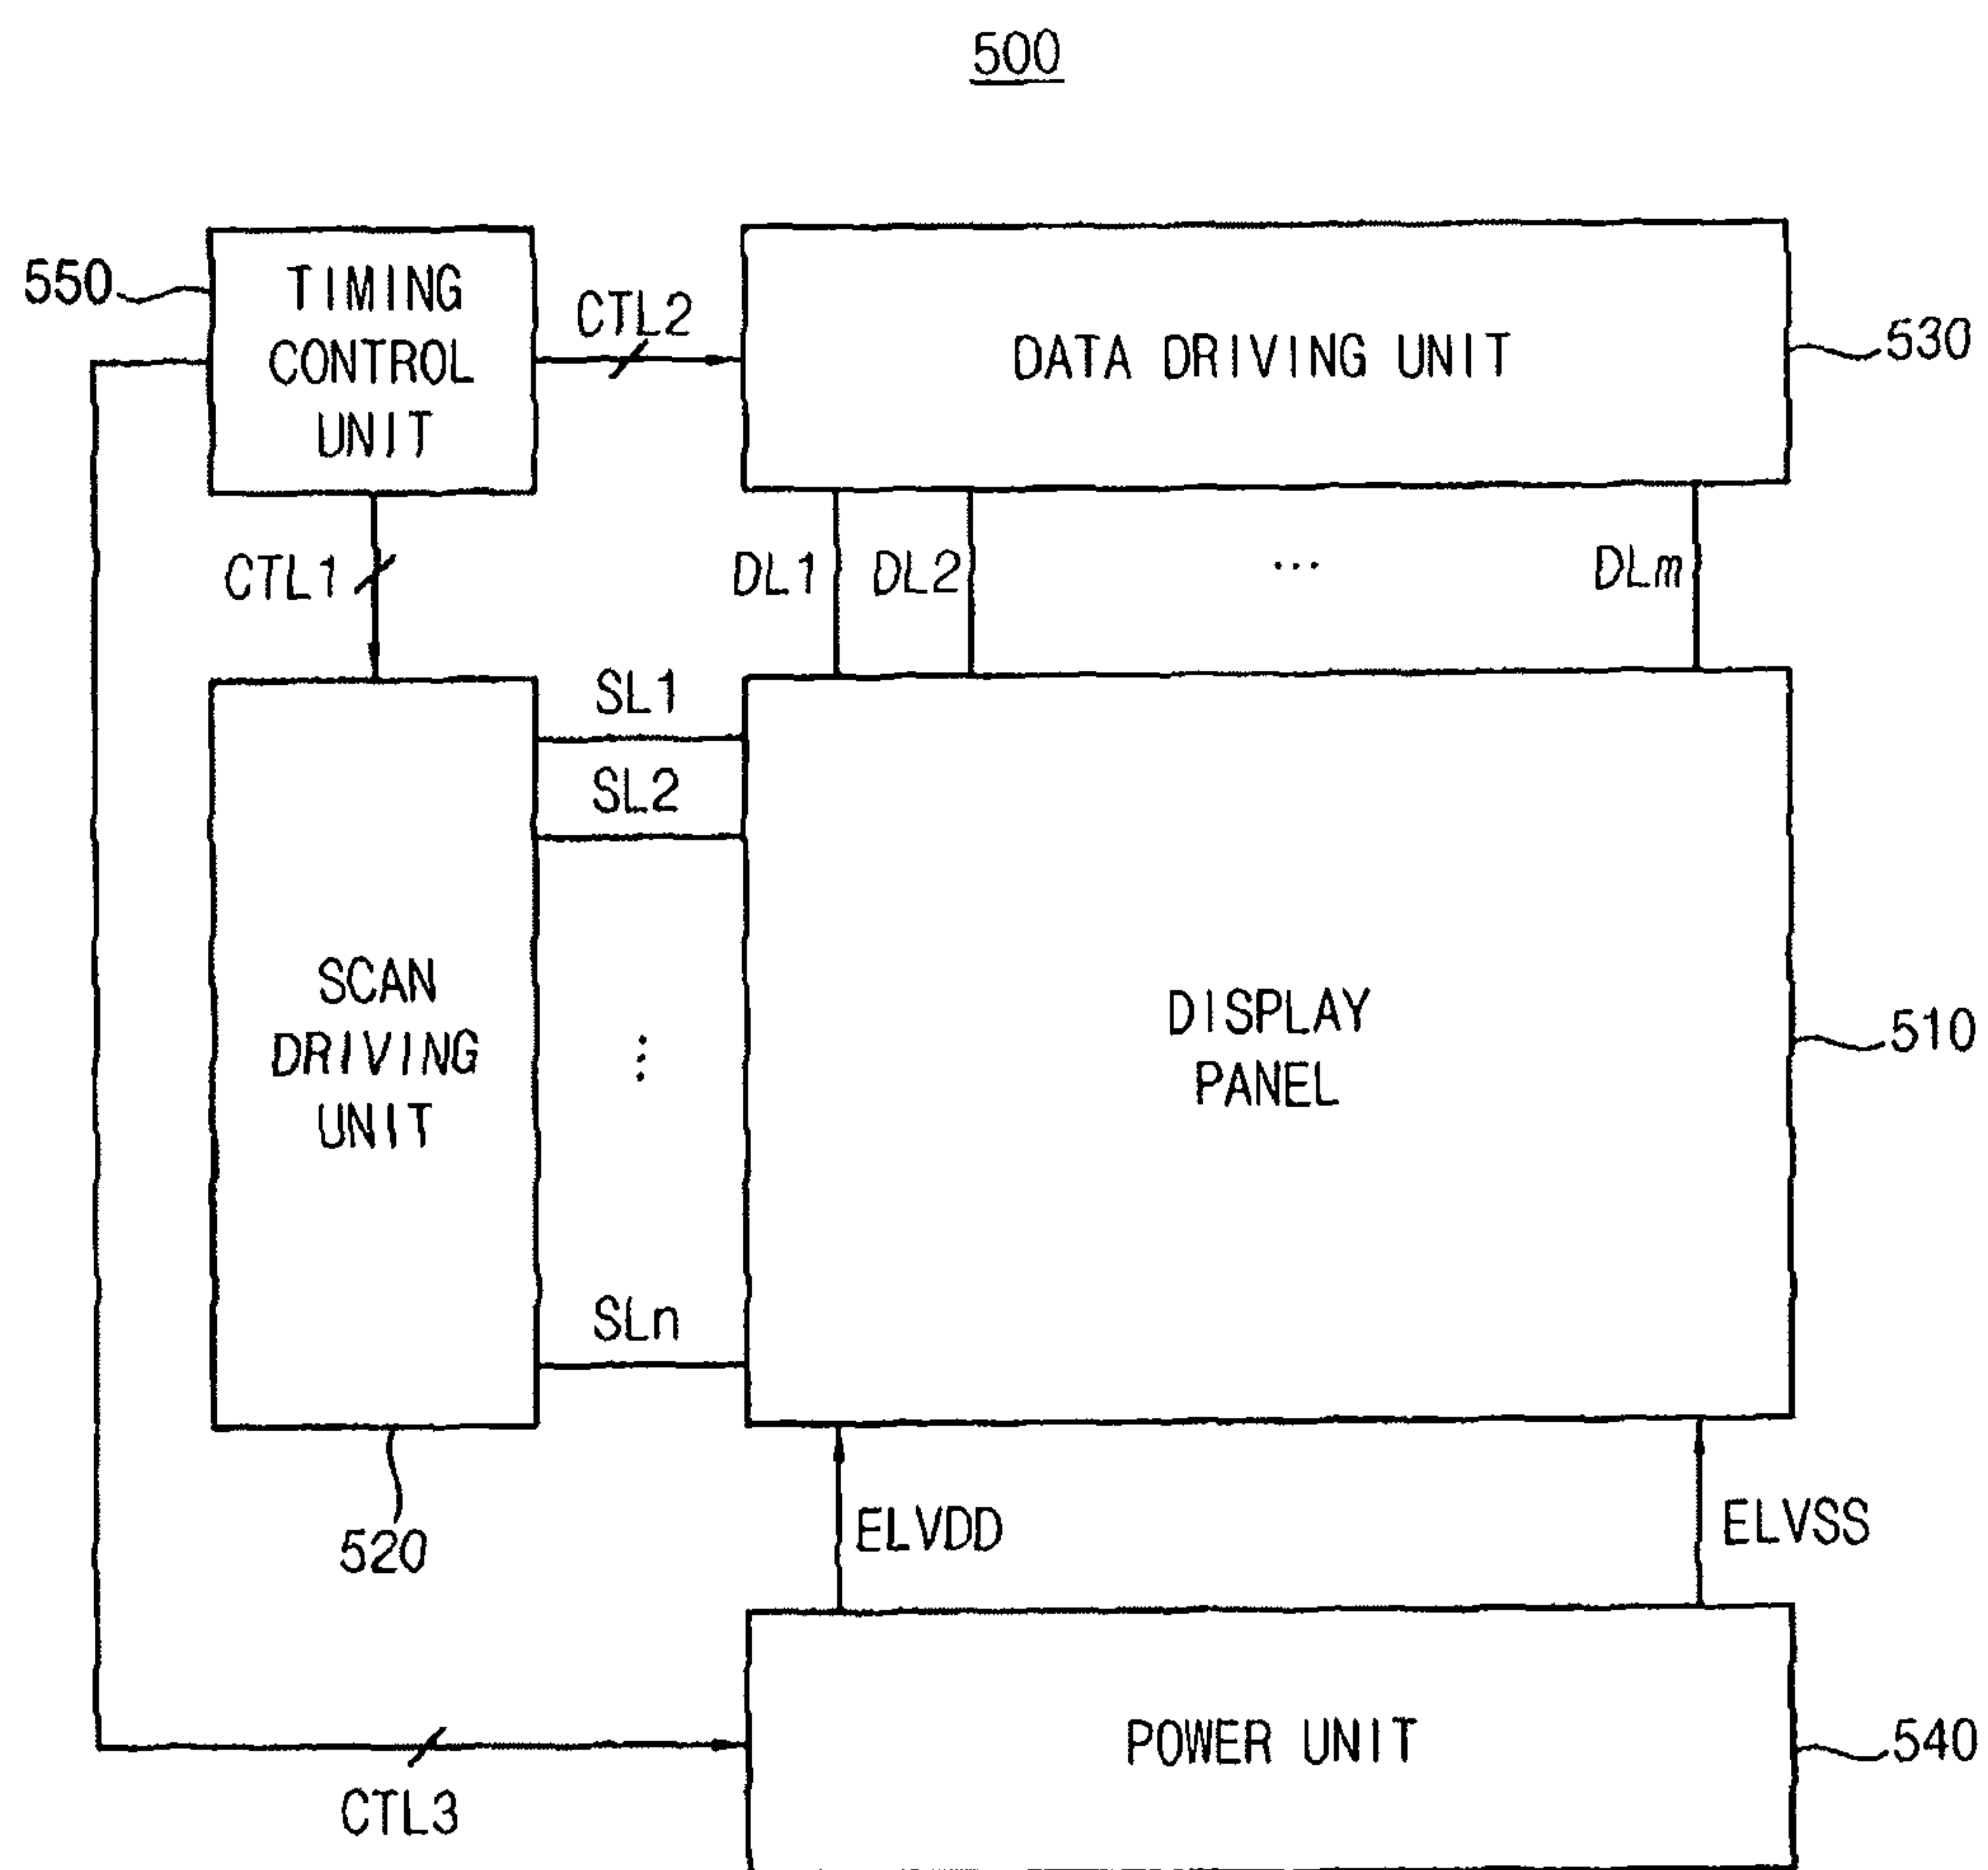 500
550
TIMING
CONTROL
UNIT
CTL2
DATA DRIVING UNIT
530
CTL1
DL1
DL2
...
DLm
SL1
SL2
SCAN
DRIVING
UNIT
...
DISPLAY
PANEL
510
SLn
520
ELVDD
ELVSS
POWER UNIT
540
CTL3